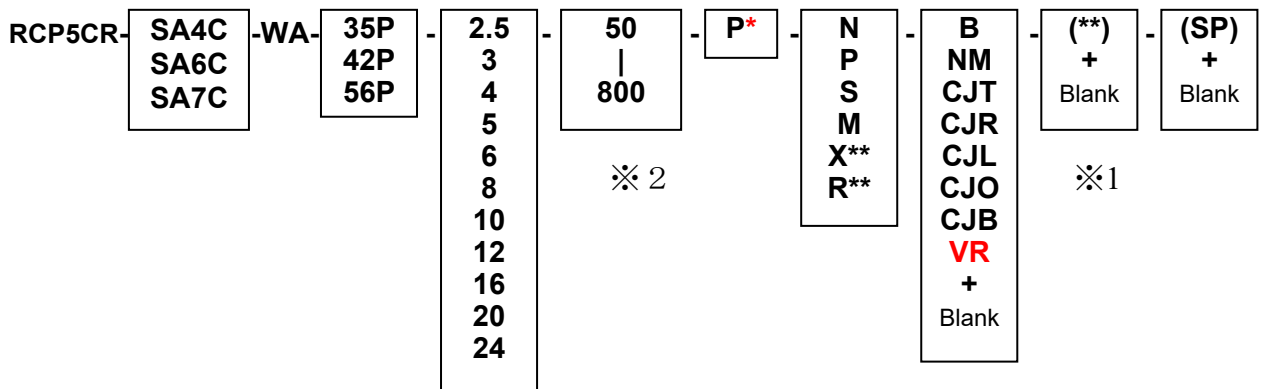 RCP5CR- SA4C -WA- 35P - 2.5 - 50 - P* - N - B - (**) - (SP)
SA6C 42P 3 | P NM + +
SA7C 56P 4 800 S CJT Blank Blank
5 M CJR
6 X** CJL
※2 ※1
8 R** CJO
10 CJB
12 VR
16 +
20 Blank
24